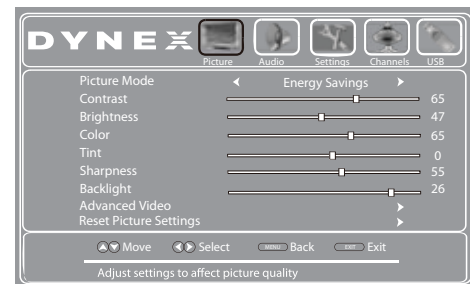 DYNEX
Picture Audio Settings Channels USB
Picture Mode Energy Savings
Contrast 65
Brightness 47
Color 65
Tint 0
Sharpness 55
Backlight 26
Advanced Video
Reset Picture Settings
Move Select MENU Back EXIT Exit
Adjust settings to affect picture quality